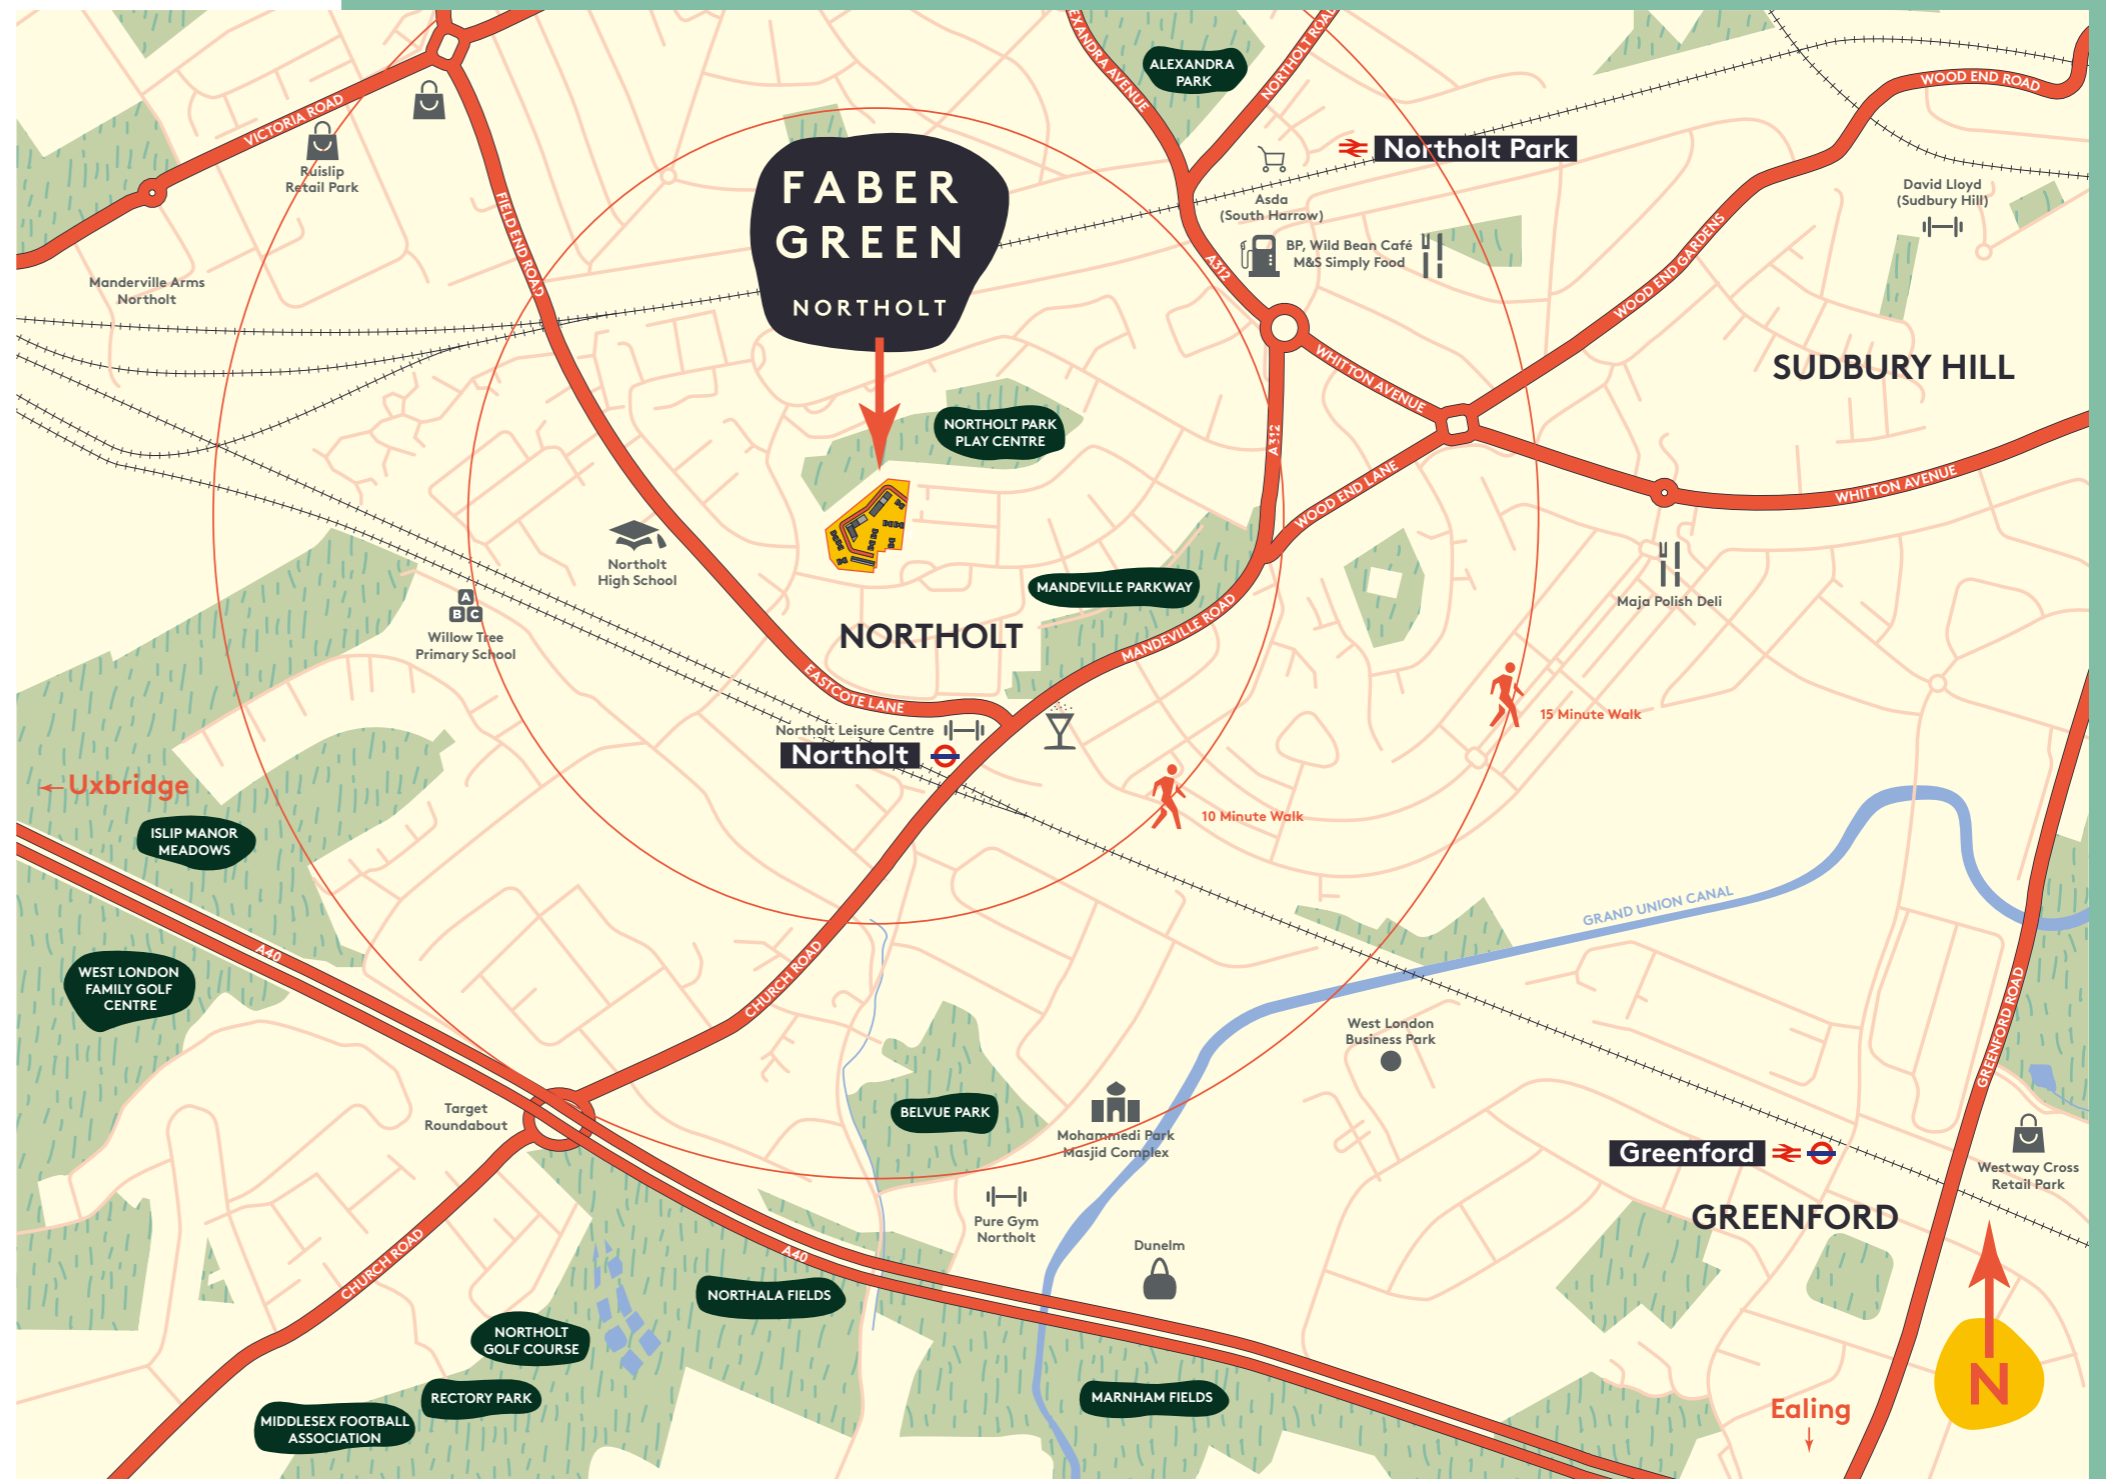 ALEXANDRA AVENUE
ALEXANDRA
PARK
NORTHOLT ROAD
WOOD END ROAD
VICTORIA ROAD
Ruislip
Retail Park
FIELD END ROAD
FABER
GREEN
NORTHOLT
Northolt Park
Asda
(South Harrow)
David Lloyd
(Sudbury Hill)
A312
BP, Wild Bean Café
M&S Simply Food
WOOD END GARDENS
Manderville Arms
Northolt
WHITTON AVENUE
SUDBURY HILL
NORTHOLT PARK
PLAY CENTRE
A312
WOOD END LANE
WHITTON AVENUE
Northolt
High School
MANDEVILLE PARKWAY
Maja Polish Deli
A
B C
Willow Tree
Primary School
NORTHOLT
MANDEVILLE ROAD
EASTCOTE LANE
15 Minute Walk
Northolt Leisure Centre
Northolt
Uxbridge
10 Minute Walk
ISLIP MANOR
MEADOWS
GRAND UNION CANAL
A40
WEST LONDON
FAMILY GOLF
CENTRE
CHURCH ROAD
GREENFORD ROAD
West London
Business Park
Target
Roundabout
BELVUE PARK
Mohammedi Park
Masjid Complex
Greenford
Westway Cross
Retail Park
Pure Gym
Northolt
GREENFORD
CHURCH ROAD
A40
Dunelm
NORTHALA FIELDS
NORTHOLT
GOLF COURSE
RECTORY PARK
MARNHAM FIELDS
N
MIDDLESEX FOOTBALL
ASSOCIATION
Ealing